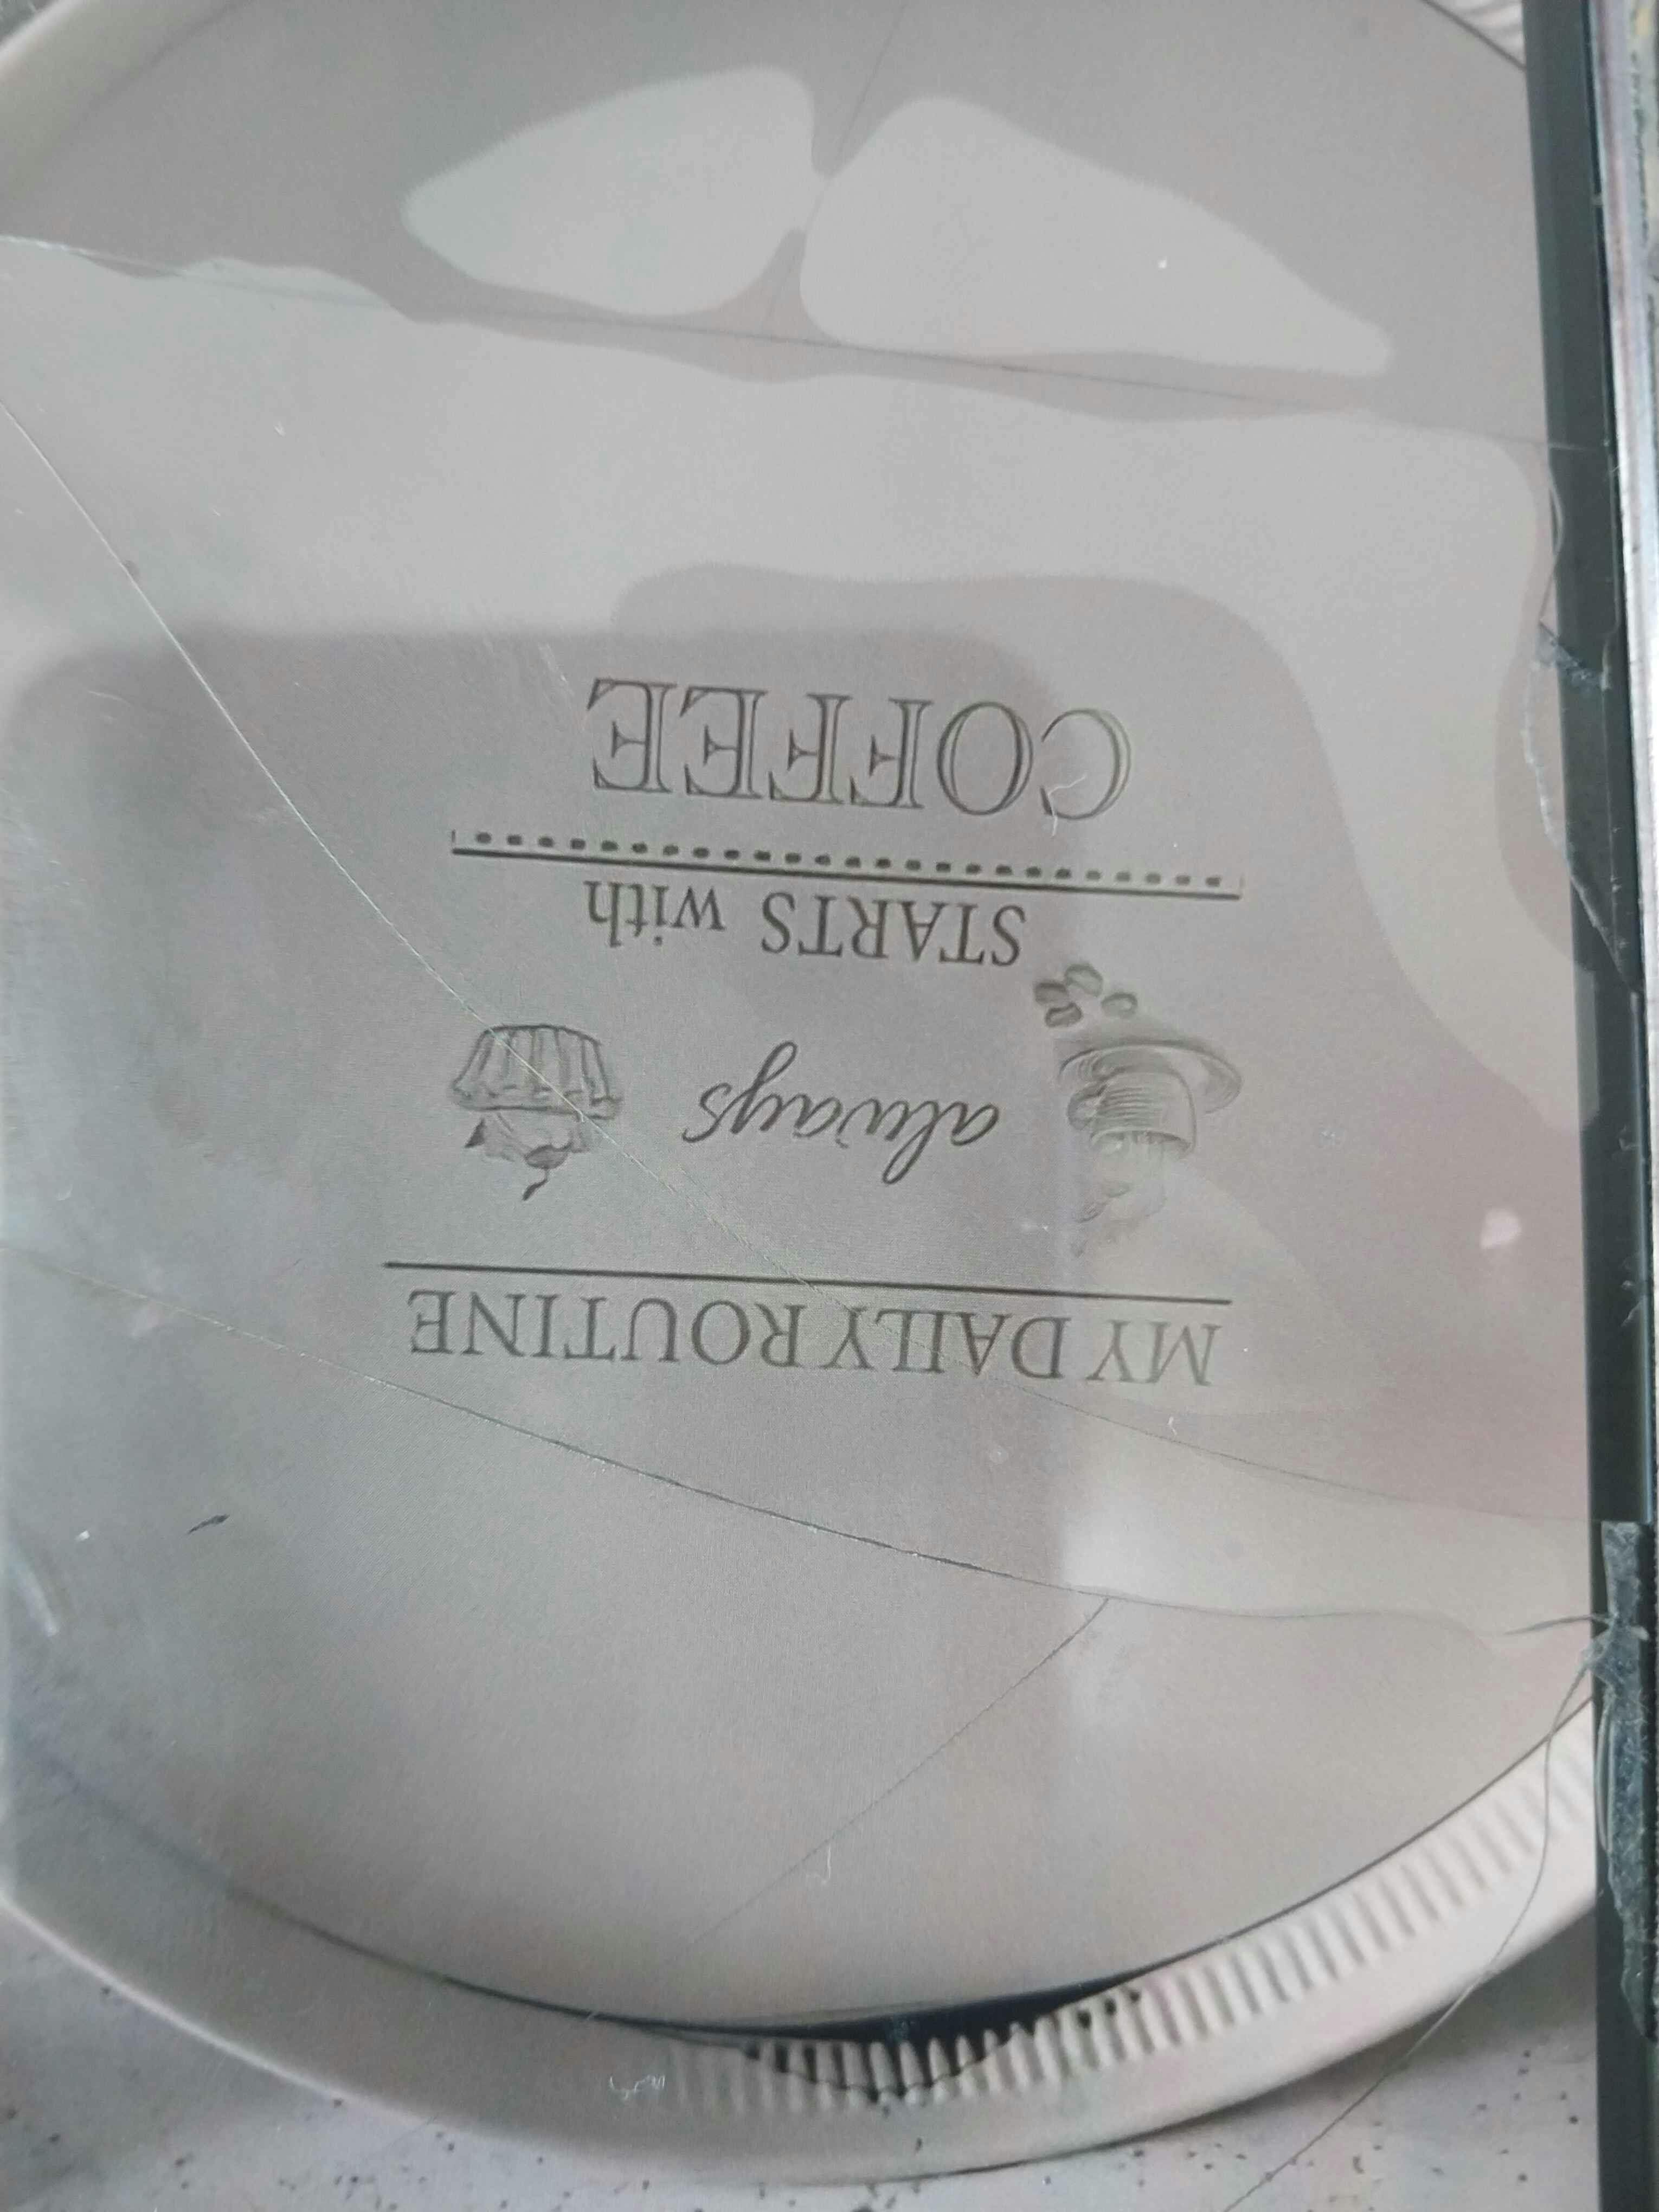 MY DAILY ROUTINE
always
STARTS with
COFFEE